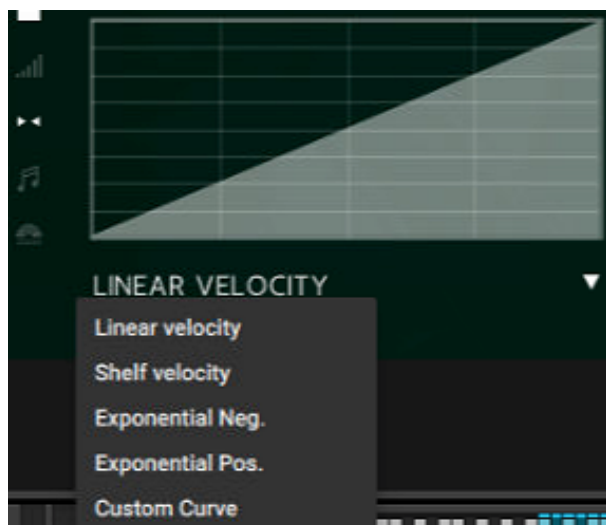 LINEAR VELOCITY
Linear velocity
Shelf velocity
Exponential Neg.
Exponential Pos.
Custom Curve